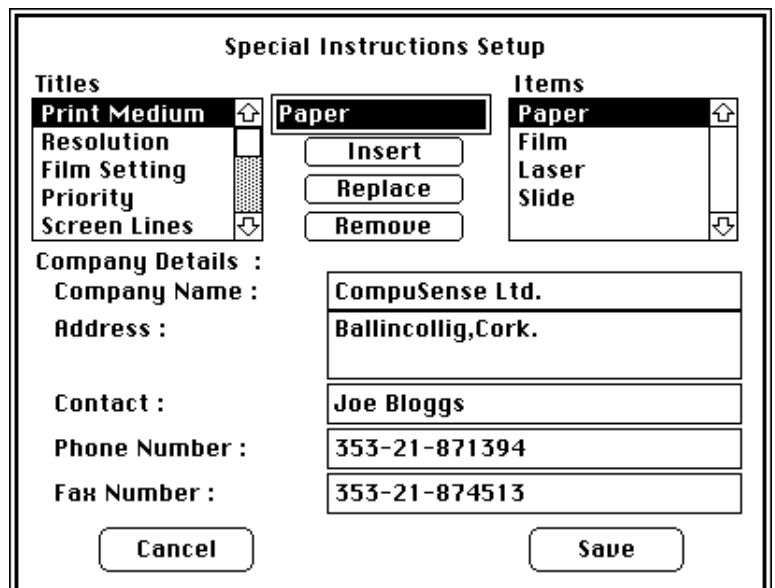 Special Instructions Setup
Titles
Items
Print Medium
Resolution
Film Setting
Priority
Screen Lines
Paper
Insert
Replace
Remove
Paper
Film
Laser
Slide
Company Details :
Company Name :
CompuSense Ltd.
Address :
Ballincollig,Cork.
Contact :
Joe Bloggs
Phone Number :
353-21-871394
Fax Number :
353-21-874513
Cancel
Save